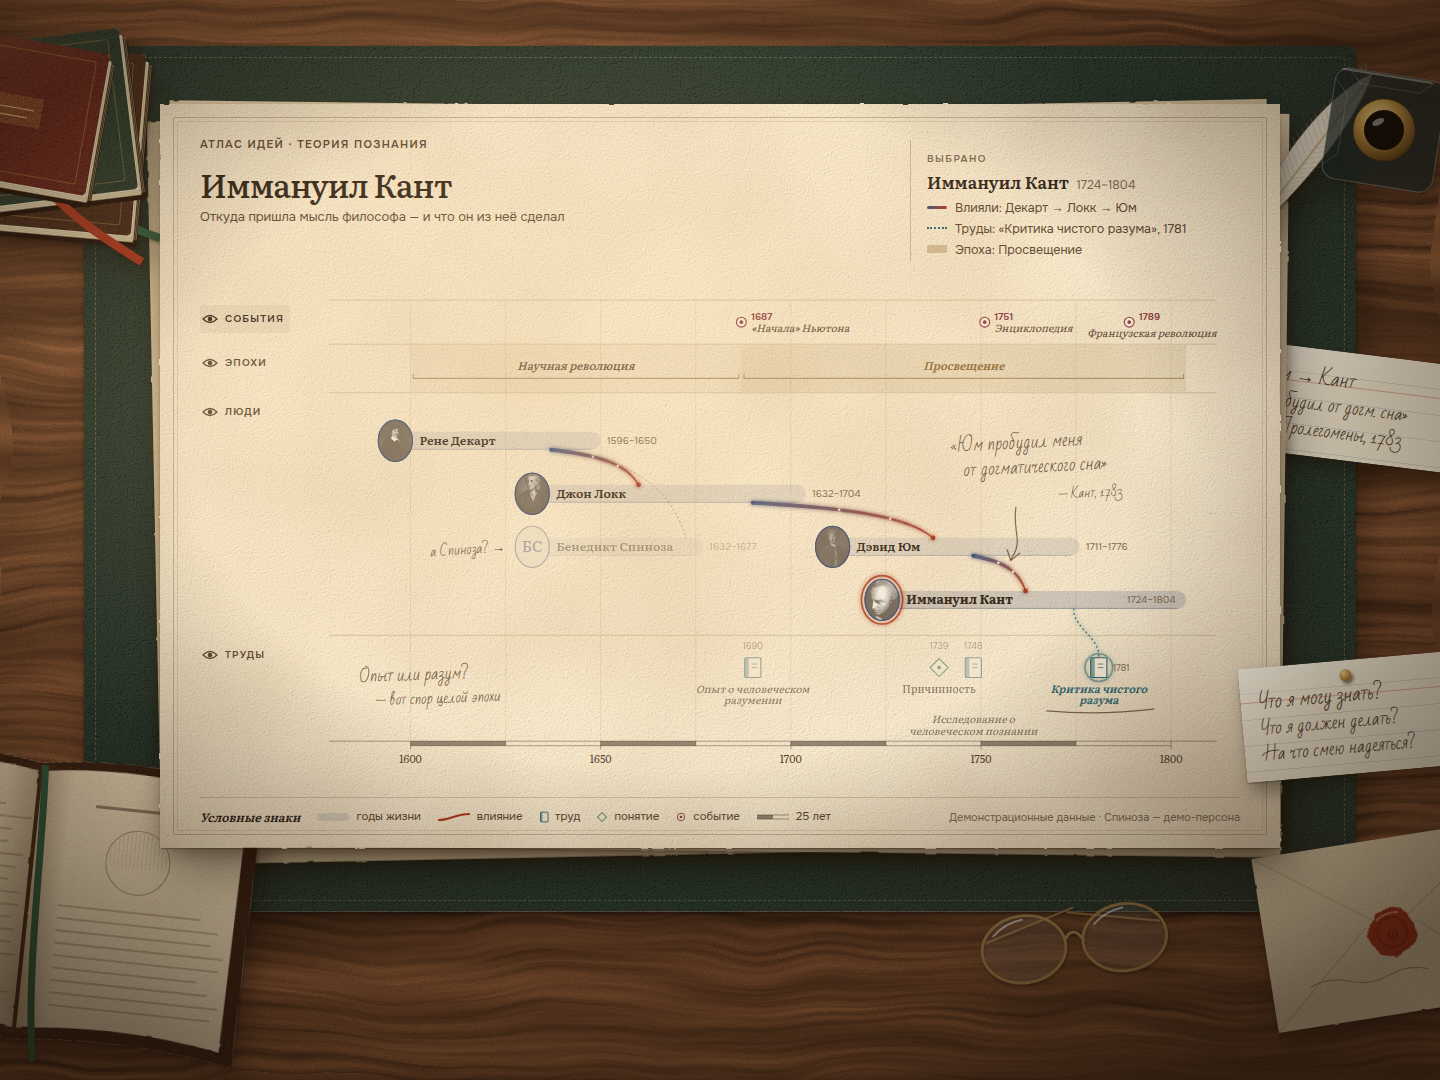 АТЛАС ИДЕЙ · ТЕОРИЯ ПОЗНАНИЯ
Иммануил Кант
Откуда пришла мысль философа – и что он из неё сделал
ВЫБРАНО
Иммануил Кант 1724–1804
Влияли: Декарт → Локк → Юм
Труды: «Критика чистого разума», 1781
Эпоха: Просвещение
СОБЫТИЯ
1687
«Начала» Ньютона
1751
Энциклопедия
1789
Французская революция
ЭПОХИ
Научная революция
Просвещение
ЛЮДИ
Рене Декарт
1596–1650
Джон Локк
1632–1704
а Спиноза? →
БС
Бенедикт Спиноза
1632–1677
Дэвид Юм
1711–1776
Иммануил Кант
1724–1804
«Юм пробудил меня
от догматического сна»
— Кант, 1783
ТРУДЫ
Опыт или разум?
— вот спор целой эпохи
1690
Опыт о человеческом
разумении
1739
Причинность
1748
Исследование о
человеческом познании
1781
Критика чистого
разума
1600
1650
1700
1750
1800
Условные знаки
годы жизни
влияние
труд
понятие
событие
25 лет
Демонстрационные данные · Спиноза – демо-персона
→ Кант
будил от догм. сна»
Пролегомены, 1783
Что я могу знать?
Что я должен делать?
На что смею надеяться?